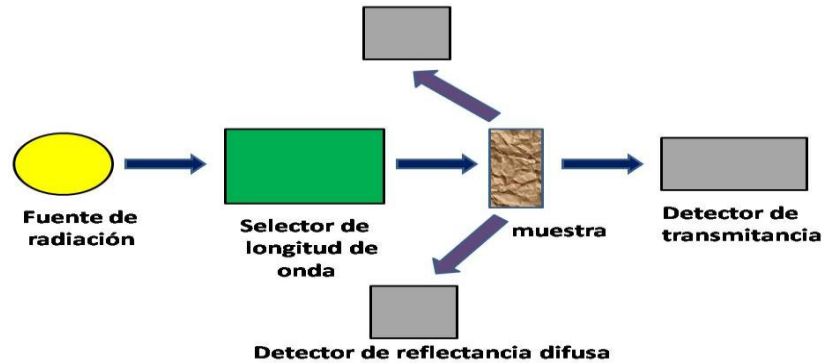 Fuente de
radiación
Selector de
longitud de
onda
muestra
Detector de
transmitancia
Detector de reflectancia difusa